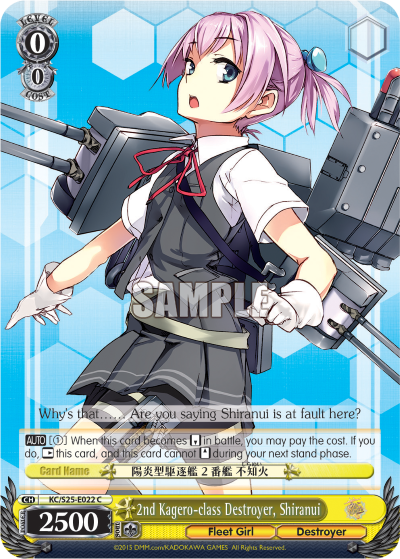 LEVEL
0
0
COST
SAMPLE
Why's that…… Are you saying Shiranui is at fault here?
AUTO [①] When this card becomes in battle, you may pay the cost. If you
do, this card, and this card cannot during your next stand phase.
Card Name 陽炎型駆逐艦 2番艦 不知火
CH KC/S25-E022 C
2nd Kagero-class Destroyer, Shiranui
2500
Fleet Girl Destroyer
©2015 DMM.com/KADOKAWA GAMES All Rights Reserved.